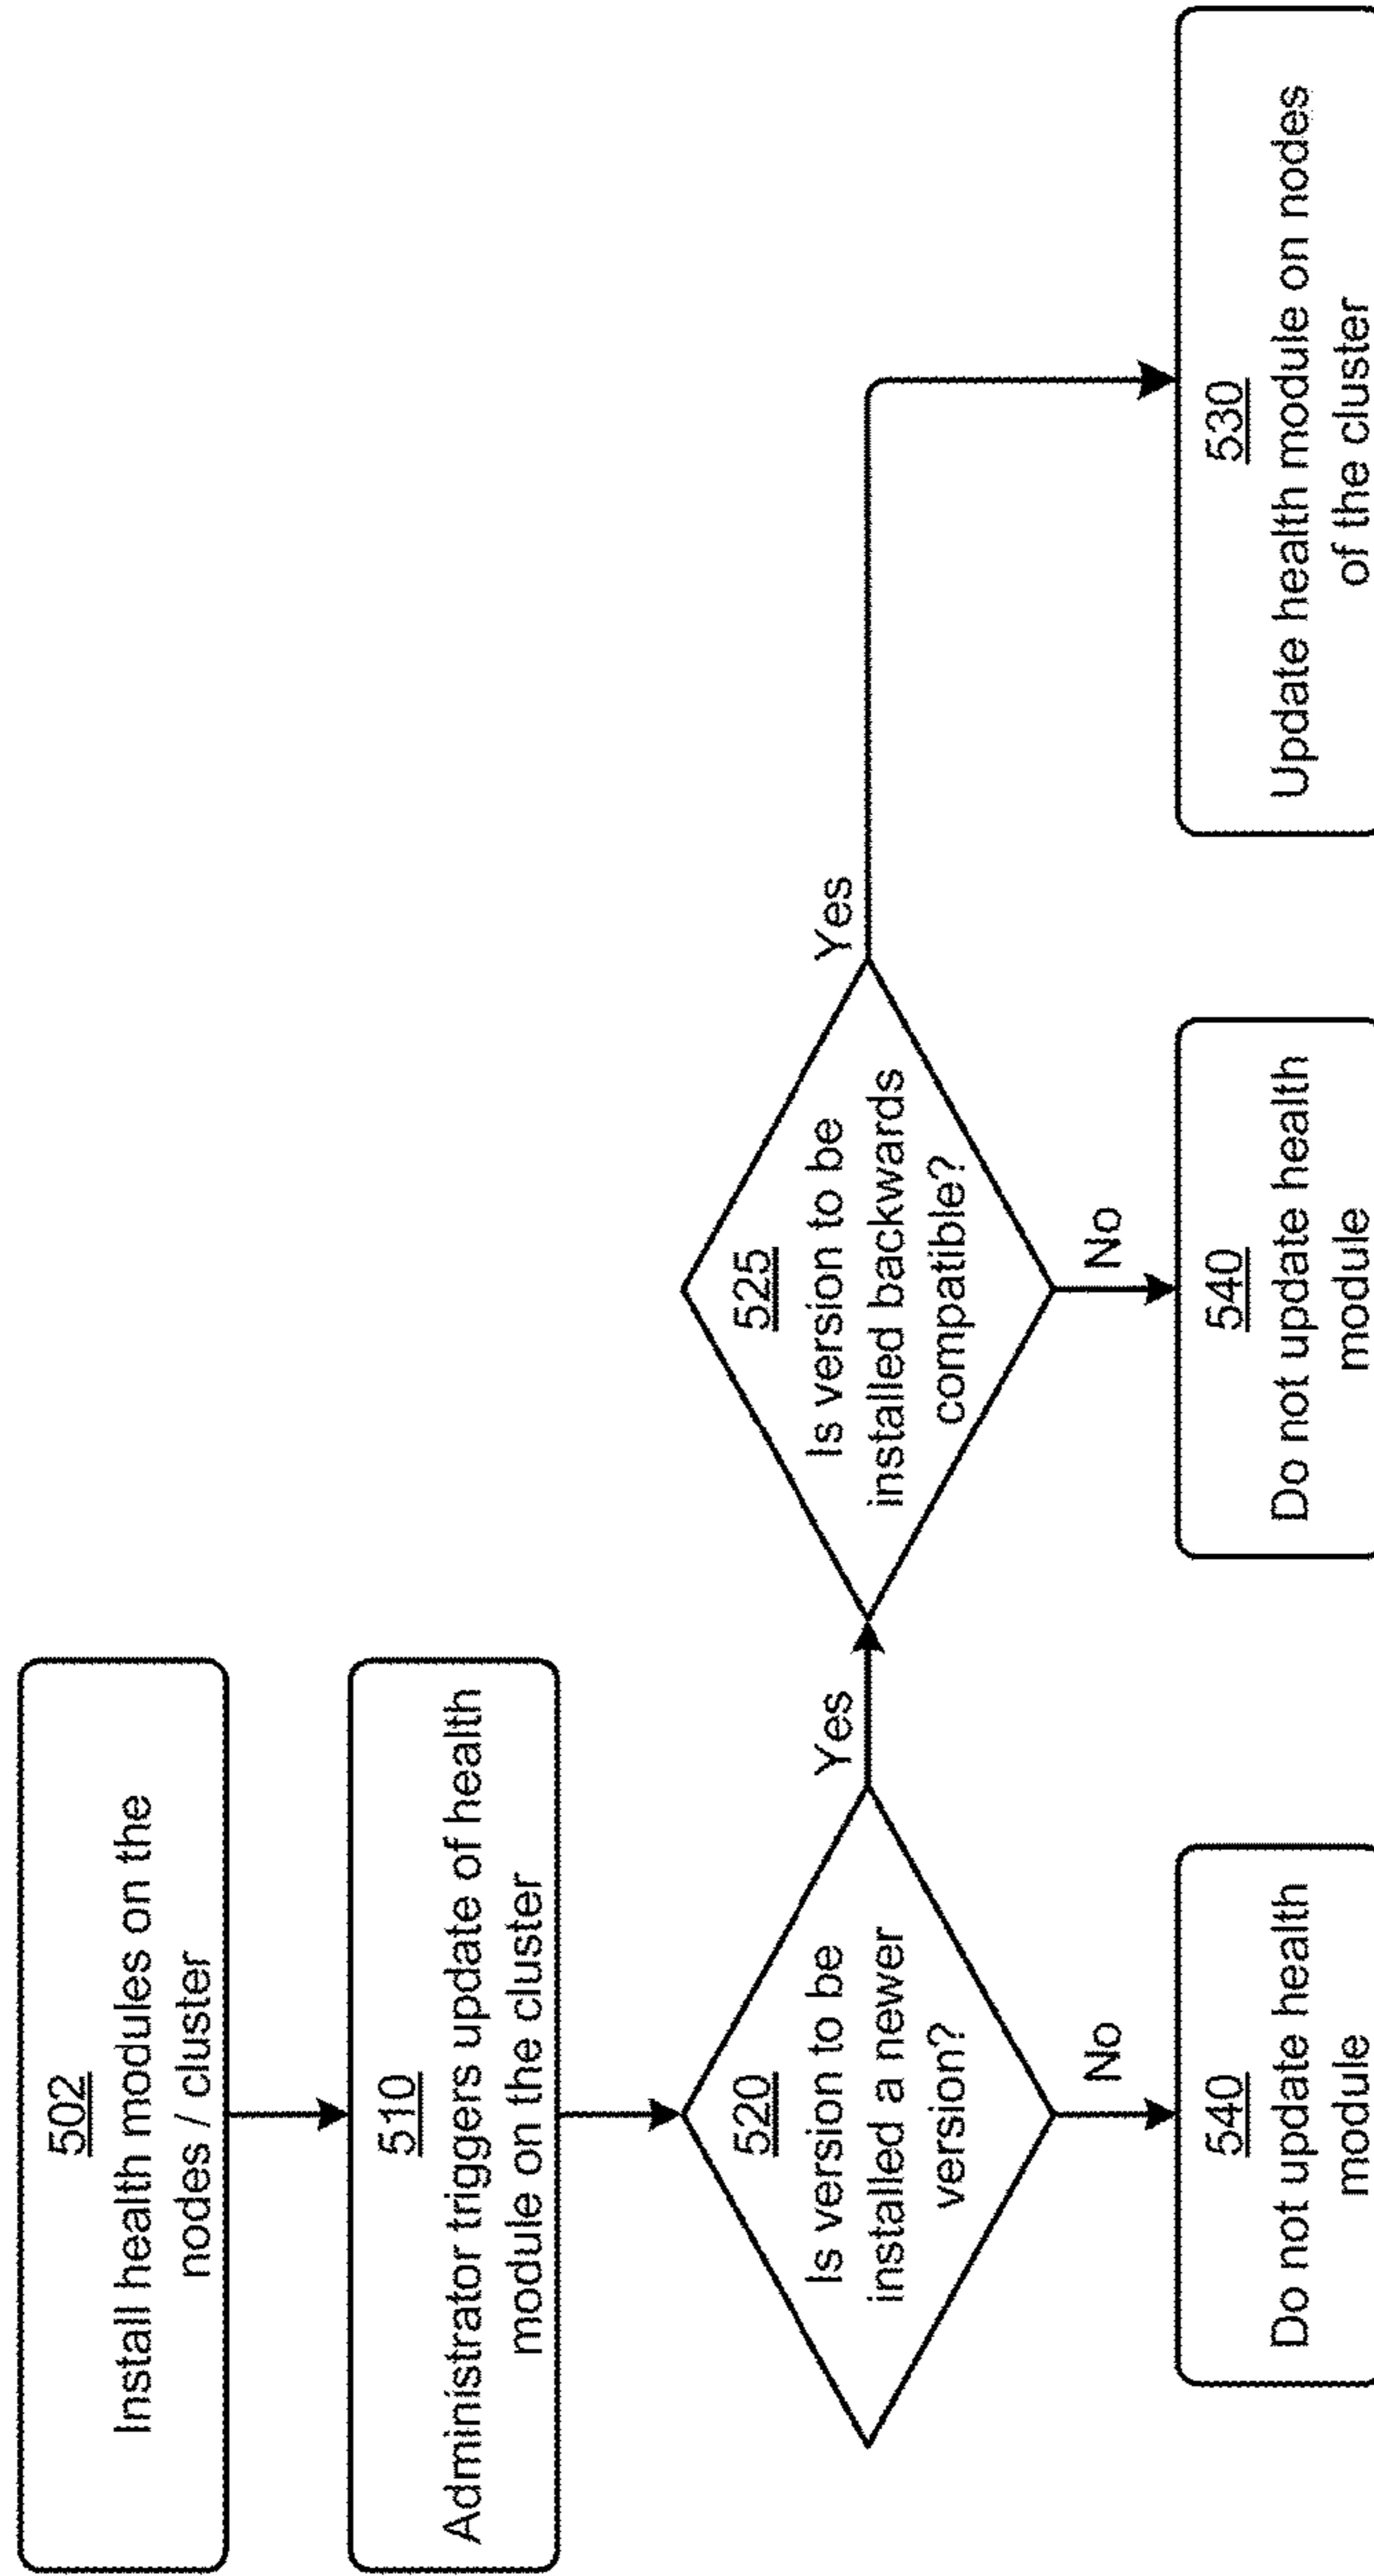 502
Install health modules on the
nodes / cluster
510
Administrator triggers update of health
module on the cluster
520
Is version to be
installed a newer
version?
Yes
No
525
Is version to be
installed backwards
compatible?
Yes
No
540
Do not update health
module
540
Do not update health
module
530
Update health module on nodes
of the cluster